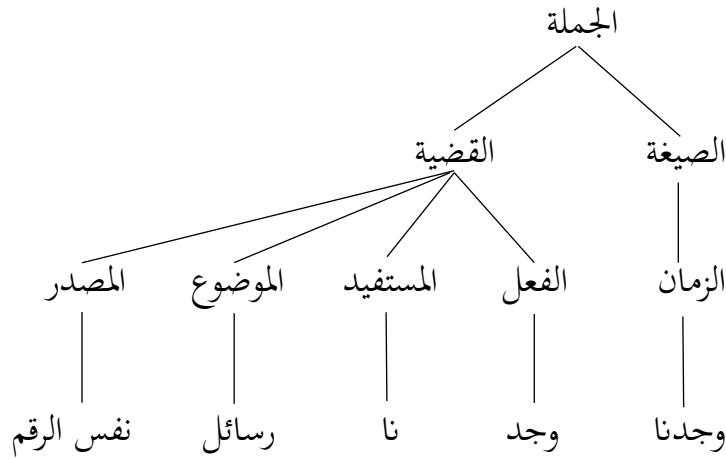 الجملة
الصيغة القضية
الزمان الفعل المستفيد الموضوع المصدر
وجدنا وجد نا رسائل نفس الرقم